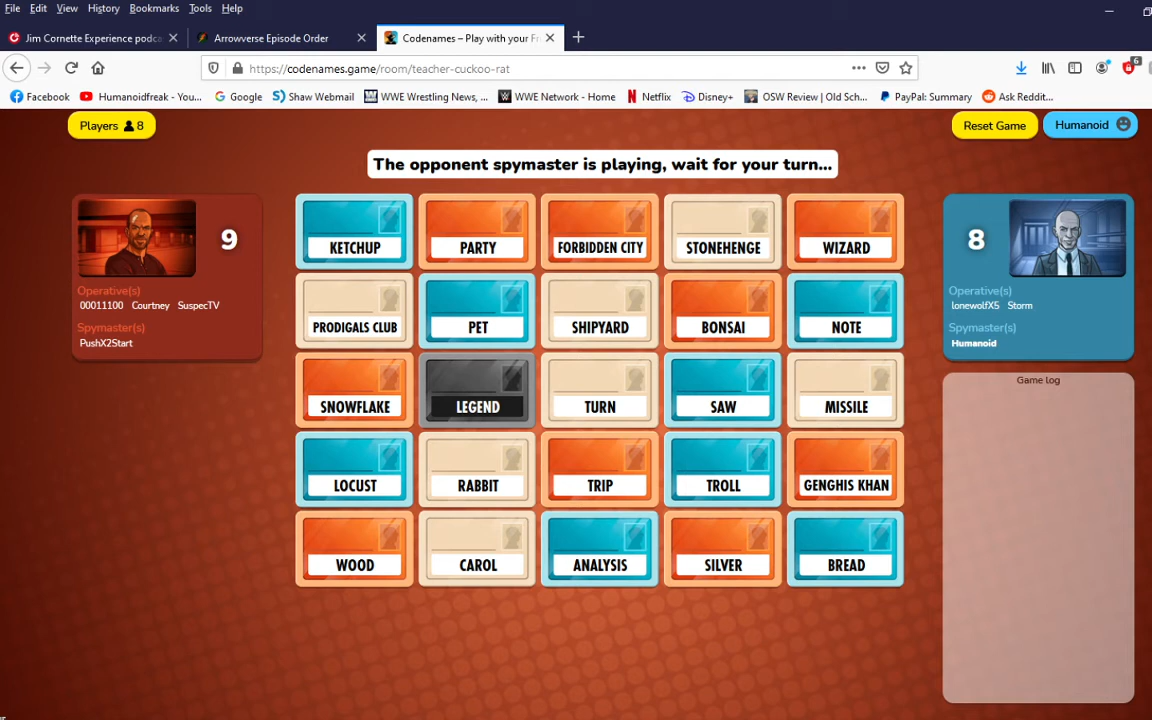 File Edit View History Bookmarks Tools Help
Jim Cornette Experience podca
Arrowverse Episode Order
Codenames – Play with your Fr
https://codenames.game/room/teacher-cuckoo-rat
6
Facebook
Humanoidfreak - You...
Google
Shaw Webmail
WWE Wrestling News, ...
WWE Network - Home
Netflix
Disney+
OSW Review | Old Sch...
PayPal: Summary
Ask Reddit...
Players 8
Reset Game
Humanoid
The opponent spymaster is playing, wait for your turn...
9
Operative(s)
00011100 Courtney SuspecTV
Spymaster(s)
PushX2Start
KETCHUP
PARTY
FORBIDDEN CITY
STONEHENGE
WIZARD
PRODIGALS CLUB
PET
SHIPYARD
BONSAI
NOTE
SNOWFLAKE
LEGEND
TURN
SAW
MISSILE
LOCUST
RABBIT
TRIP
TROLL
GENGHIS KHAN
WOOD
CAROL
ANALYSIS
SILVER
BREAD
8
Operative(s)
lonewolfX5 Storm
Spymaster(s)
Humanoid
Game log